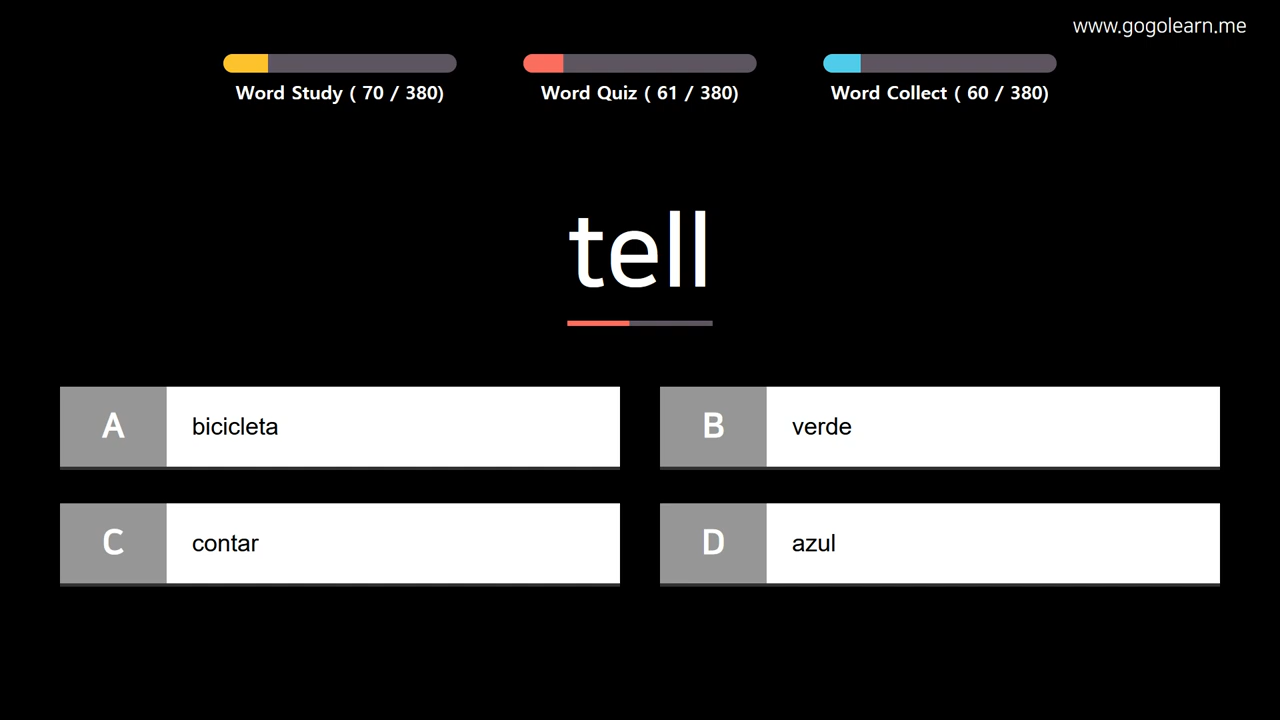 www.gogolearn.me
Word Study ( 70 / 380)
Word Quiz ( 61 / 380)
Word Collect ( 60 / 380)
tell
A bicicleta
B verde
C contar
D azul